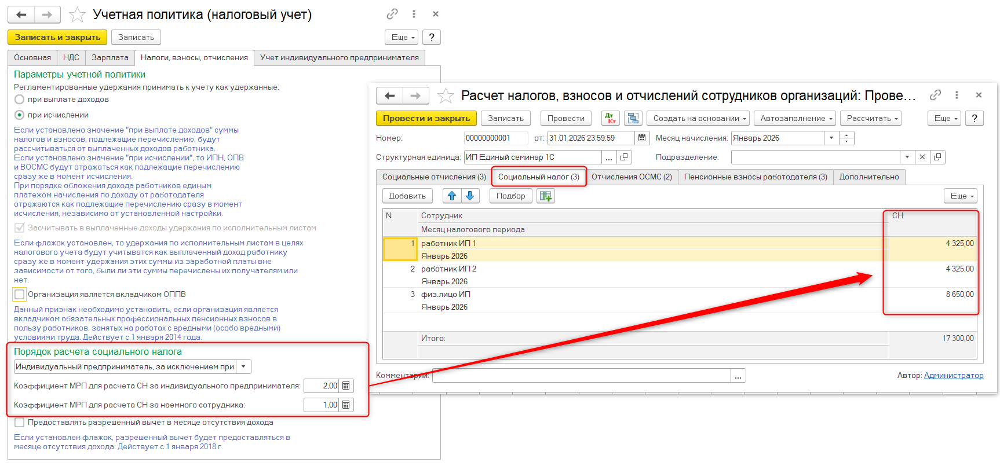 Учетная политика (налоговый учет)
Записать и закрыть
Записать
Еще
?
Основная
НДС
Зарплата
Налоги, взносы, отчисления
Учет индивидуального предпринимателя
Параметры учетной политики
Регламентированные удержания принимать к учету как удержанные:
при выплате доходов
при исчислении
Если установлено значение "при выплате доходов" суммы
налогов и взносов, подлежащие перечислению, будут
рассчитываться от выплаченных доходов работника.
Если установлено значение "при исчислении", то ИПН, ОПВ
и ВОСМС будут отражаться как подлежащие перечислению
сразу же в момент исчисления.
При порядке обложения дохода работников единым
платежом начисления по доходу от работодателя
отражаются как подлежащие перечислению сразу в момент
исчисления, независимо от установленной настройки.
Засчитывать в выплаченные доходы удержания по исполнительным листам
Если флажок установлен, то удержания по исполнительным листам в целях
налогового учета будут учитыватся как выплаченный доход работнику
сразу же в момент удержания этих суммы из заработной платы вне
зависимости от того, были ли эти суммы перечислены их получателям или
нет.
Организация является вкладчиком ОППВ
Данный признак необходимо установить, если организация является
вкладчиком обязательных профессиональных пенсионных взносов в
пользу работников, занятых на работах с вредными (особо вредными)
условиями труда. Действует с 1 января 2014 года.
Порядок расчета социального налога
Индивидуальный предприниматель, за исключением при
Коэффициент МРП для расчета СН за индивидуального предпринимателя: 2,00
Коэффициент МРП для расчета СН за наемного сотрудника: 1,00
Предоставлять разрешенный вычет в месяце отсутствия дохода
Если установлен флажок, разрешенный вычет будет предоставляться в
месяце отсутствия дохода. Действует с 1 января 2018 г.
Расчет налогов, взносов и отчислений сотрудников организаций: Прове...
Провести и закрыть
Записать
Провести
Дт
Кт
Создать на основании
Автозаполнение
Рассчитать
Еще
?
Номер: 00000000001 от: 31.01.2026 23:59:59 Месяц начисления: Январь 2026
Структурная единица: ИП Единый семинар 1С ... Подразделение:
Социальные отчисления (3)
Социальный налог (3)
Отчисления ОСМС (2)
Пенсионные взносы работодателя (3)
Дополнительно
Добавить
Подбор
Еще
N Сотрудник СН
Месяц налогового периода
1 работник ИП 1 4 325,00
Январь 2026
2 работник ИП 2 4 325,00
Январь 2026
3 физ.лицо ИП 8 650,00
Январь 2026
Итого: 17 300,00
Комментарий: ... Автор: Администратор